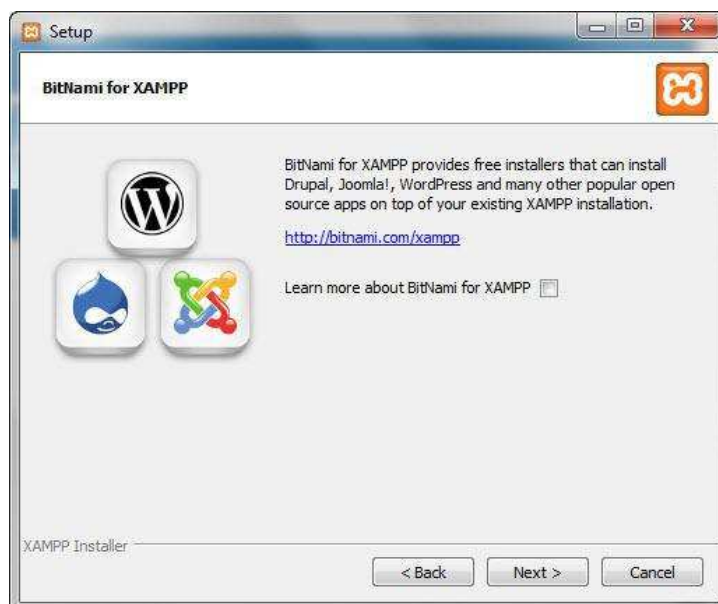 Setup
BitNami for XAMPP
BitNami for XAMPP provides free installers that can install
Drupal, Joomla!, WordPress and many other popular open
source apps on top of your existing XAMPP installation.
http://bitnami.com/xampp
Learn more about BitNami for XAMPP
XAMPP Installer
< Back Next > Cancel